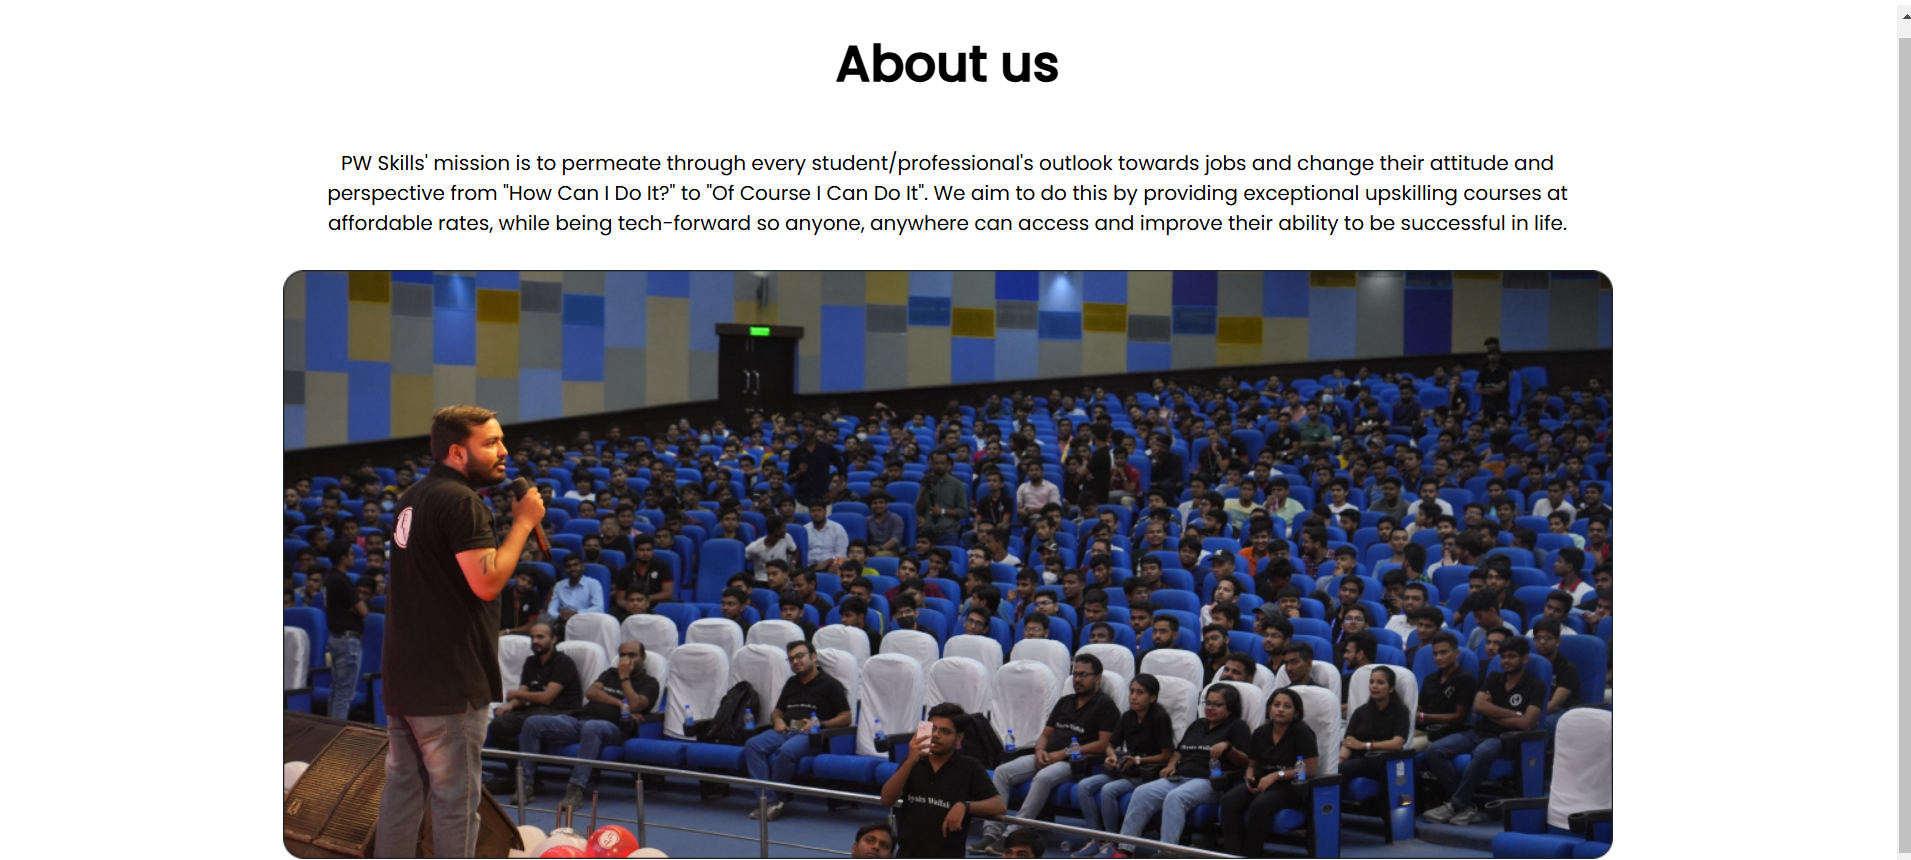 About us
PW Skills' mission is to permeate through every student/professional's outlook towards jobs and change their attitude and
perspective from "How Can I Do It?" to "Of Course I Can Do It". We aim to do this by providing exceptional upskilling courses at
affordable rates, while being tech-forward so anyone, anywhere can access and improve their ability to be successful in life.